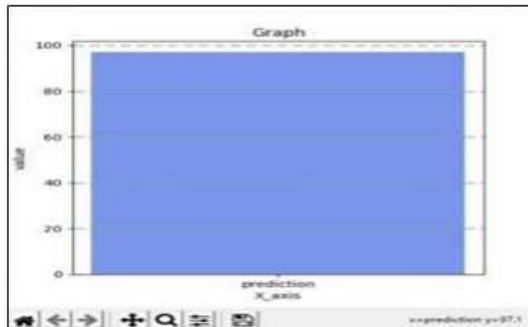 Graph
100
80
60
40
20
0
value
prediction
X_axis
x=prediction y=97.1